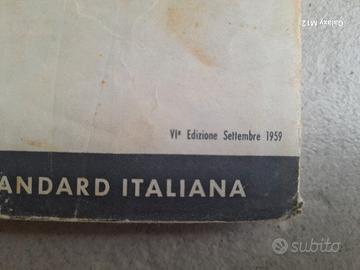 Galaxy M12
VIª Edizione Settembre 1959
ANDARD ITALIANA
subito